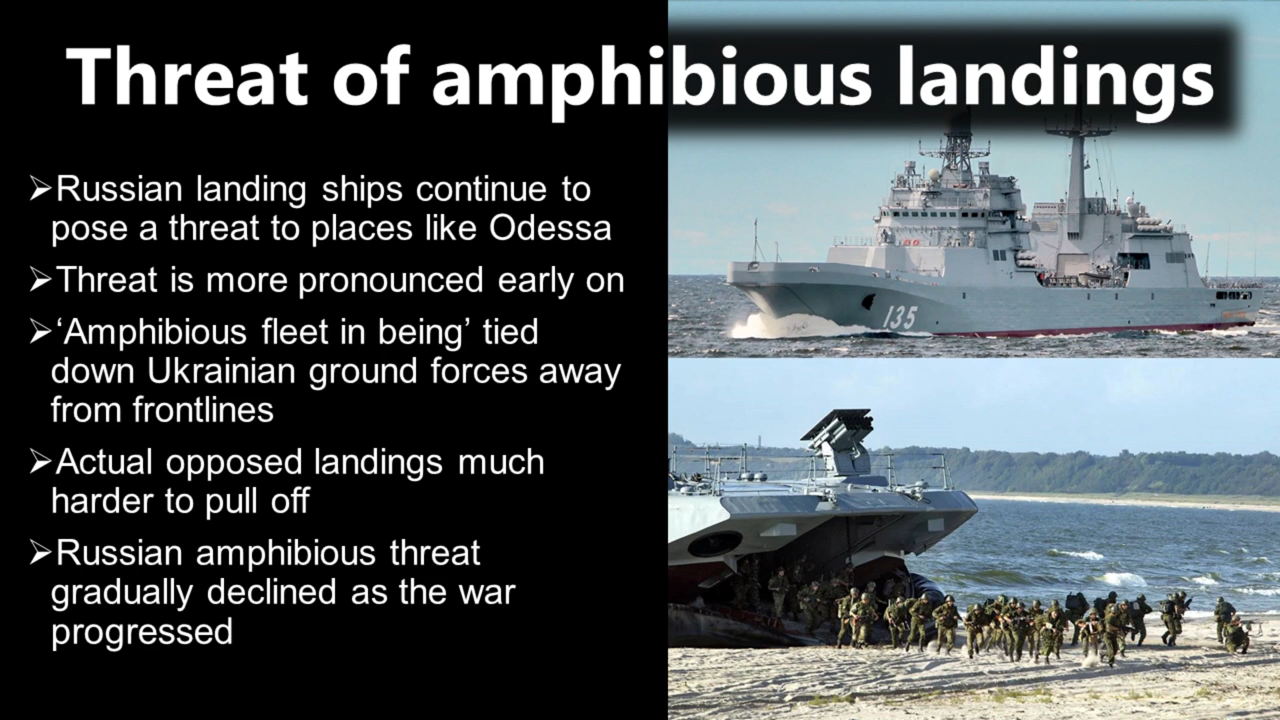 Threat of amphibious landings
➢Russian landing ships continue to
pose a threat to places like Odessa
➢Threat is more pronounced early on
➢‘Amphibious fleet in being’ tied
down Ukrainian ground forces away
from frontlines
➢Actual opposed landings much
harder to pull off
➢Russian amphibious threat
gradually declined as the war
progressed
135